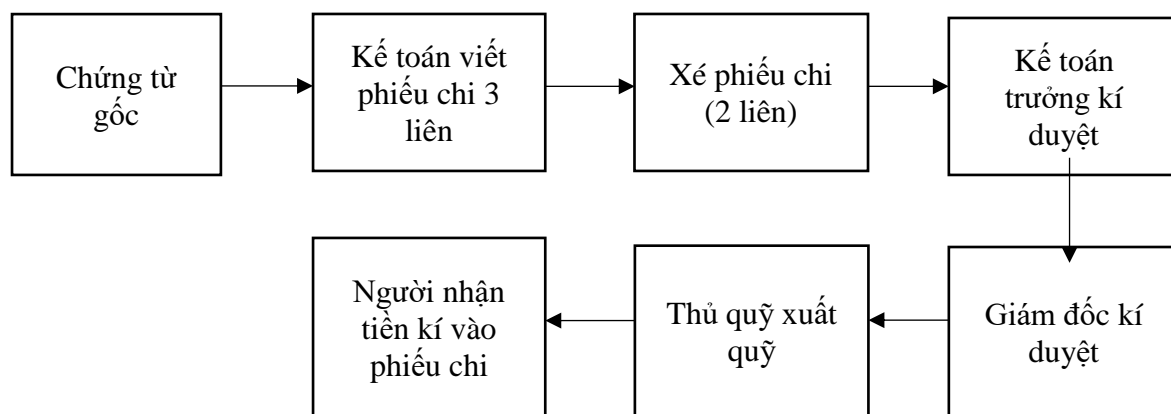 Chứng từ
gốc
Kế toán viết
phiếu chi 3
liên
Xé phiếu chi
(2 liên)
Kế toán
trưởng kí
duyệt
Giám đốc kí
duyệt
Thủ quỹ xuất
quỹ
Người nhận
tiền kí vào
phiếu chi